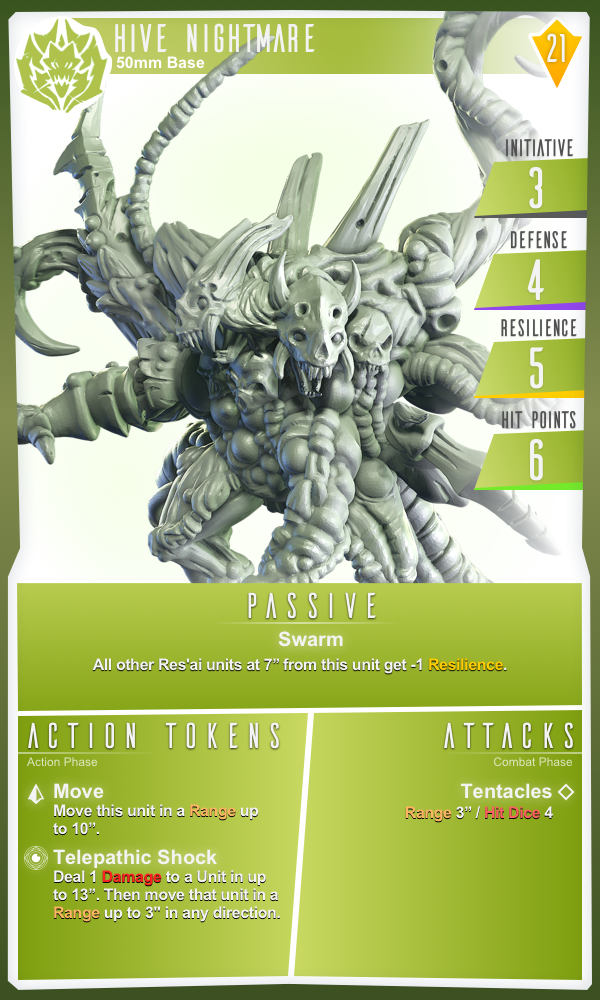 HIVE NIGHTMARE
50mm Base
21
INITIATIVE
3
DEFENSE
4
RESILIENCE
5
HIT POINTS
6
PASSIVE
Swarm
All other Res'ai units at 7” from this unit get -1 Resilience.
ACTION TOKENS
Action Phase
Move
Move this unit in a Range up
to 10”.
Telepathic Shock
Deal 1 Damage to a Unit in up
to 13”. Then move that unit in a
Range up to 3" in any direction.
ATTACKS
Combat Phase
Tentacles
Range 3” / Hit Dice 4